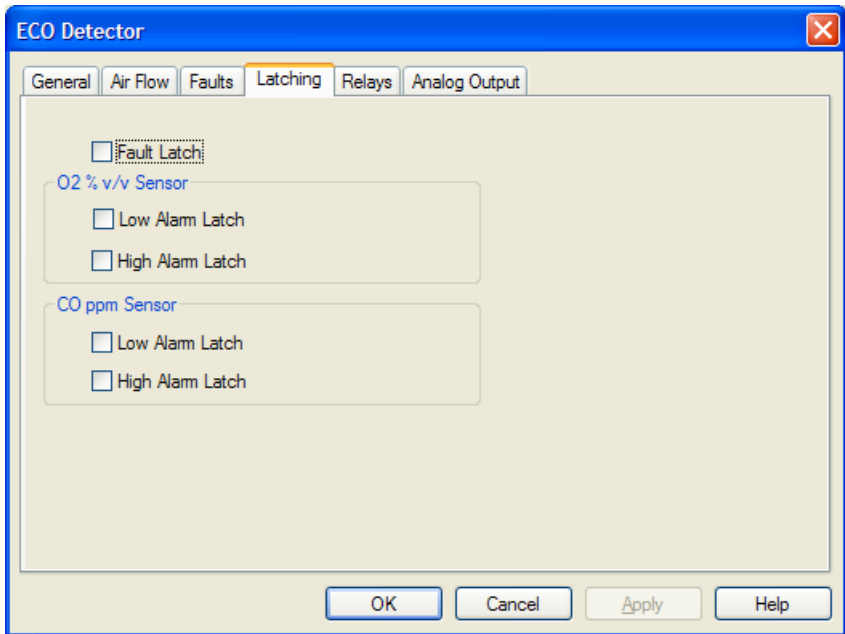 ECO Detector
General Air Flow Faults Latching Relays Analog Output
Fault Latch
O2 % v/v Sensor
Low Alarm Latch
High Alarm Latch
CO ppm Sensor
Low Alarm Latch
High Alarm Latch
OK Cancel Apply Help